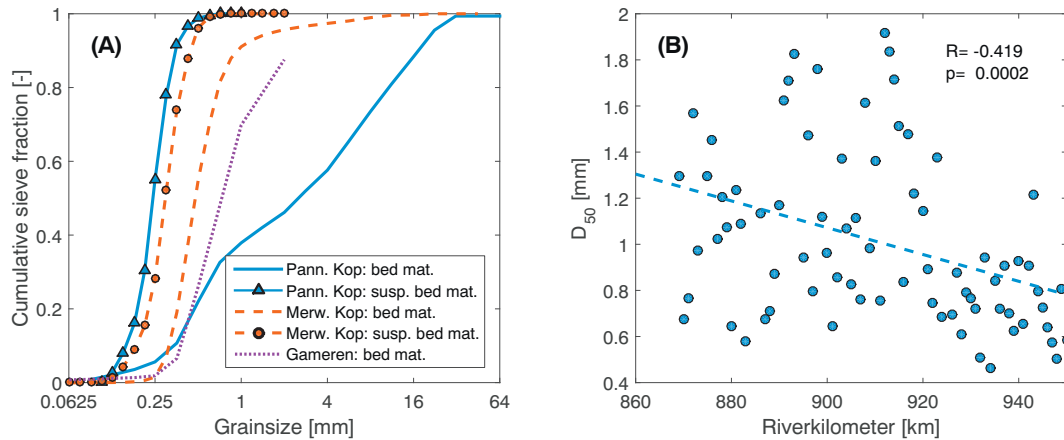 (A)
Cumulative sieve fraction [-]
1
0.8
0.6
0.4
0.2
0
0.0625
0.25
1
4
16
64
Grainsize [mm]
Pann. Kop: bed mat.
Pann. Kop: susp. bed mat.
Merw. Kop: bed mat.
Merw. Kop: susp. bed mat.
Gameren: bed mat.
(B)
R= -0.419
p= 0.0002
D50 [mm]
2
1.8
1.6
1.4
1.2
1
0.8
0.6
0.4
860
880
900
920
940
Riverkilometer [km]